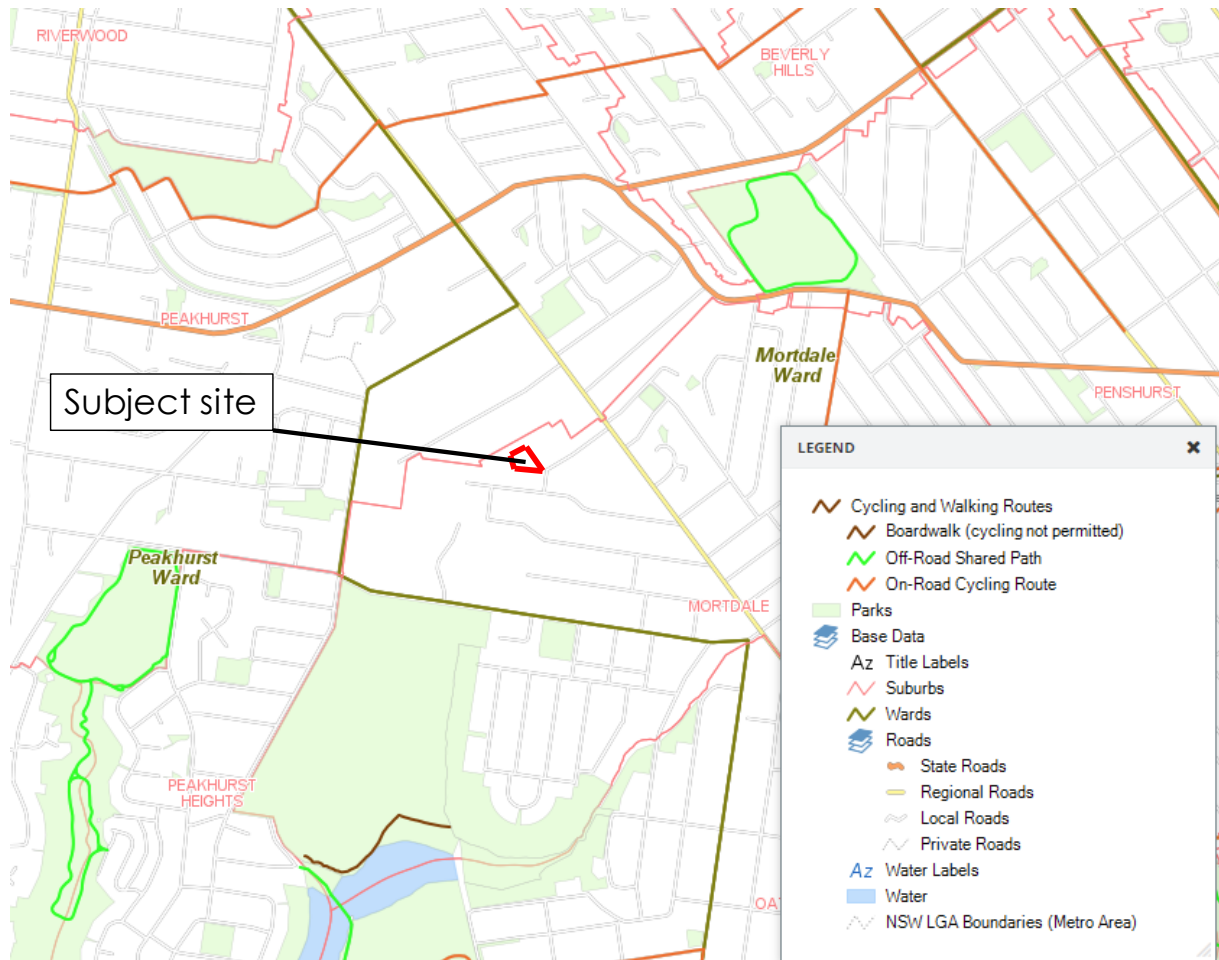 RIVERWOOD
BEVERLY
HILLS
PEAKHURST
Mortdale
Ward
PENSHURST
Subject site
Peakhurst
Ward
MORTDALE
PEAKHURST
HEIGHTS
OA
LEGEND
Cycling and Walking Routes
Boardwalk (cycling not permitted)
Off-Road Shared Path
On-Road Cycling Route
Parks
Base Data
Az Title Labels
Suburbs
Wards
Roads
State Roads
Regional Roads
Local Roads
Private Roads
Az Water Labels
Water
NSW LGA Boundaries (Metro Area)